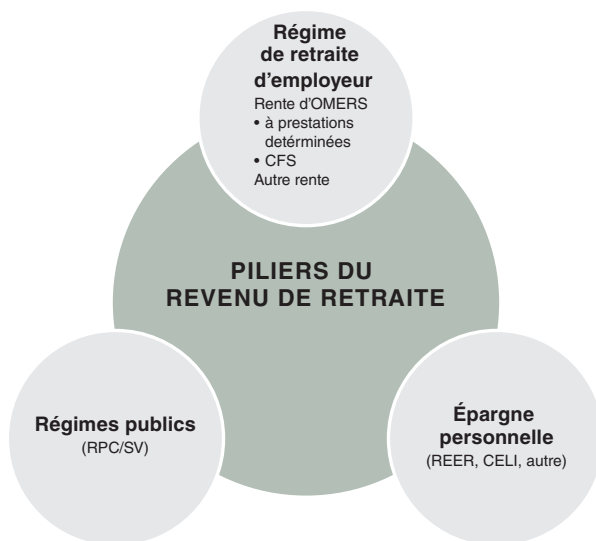 Régime
de retraite
d'employeur
Rente d'OMERS
• à prestations
detérminées
• CFS
Autre rente
PILIERS DU
REVENU DE RETRAITE
Régimes publics
(RPC/SV)
Épargne
personnelle
(REER, CELI, autre)